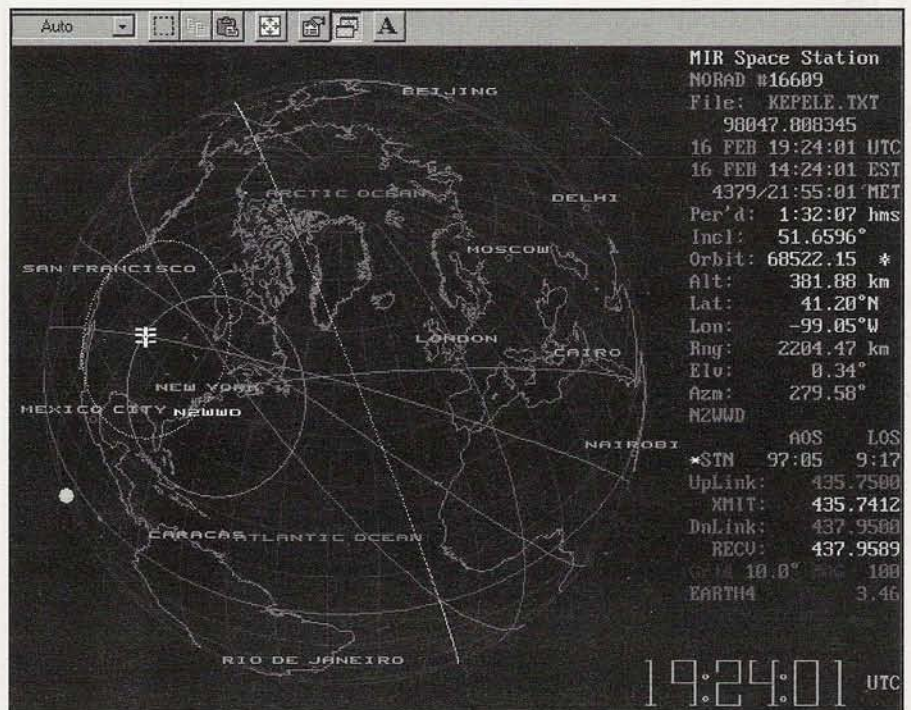 Auto
A
MIR Space Station
NORAD #16609
File: KEPELE.TXT
98047.808345
16 FEB 19:24:01 UTC
16 FEB 14:24:01 EST
4379/21:55:01 MET
Per'd: 1:32:07 hms
Incl: 51.6596°
Orbit: 68522.15 *
Alt: 381.88 km
Lat: 41.20°N
Lon: -99.05°W
Rng: 2204.47 km
Elv: 0.34°
Azm: 279.58°
N2WWD
AOS LOS
*STN 97:05 9:17
UpLink: 435.7500
XMIT: 435.7412
DnLink: 437.9500
RECV: 437.9589
10.0° 100
EARTH4 3.46
BEIJING
ARCTIC OCEAN
DELHI
MOSCOW
SAN FRANCISCO
LONDON
CAIRO
NEW YORK
MEXICO CITY N2WWD
NAIROBI
CARACAS ATLANTIC OCEAN
RIO DE JANEIRO
19:24:01 UTC